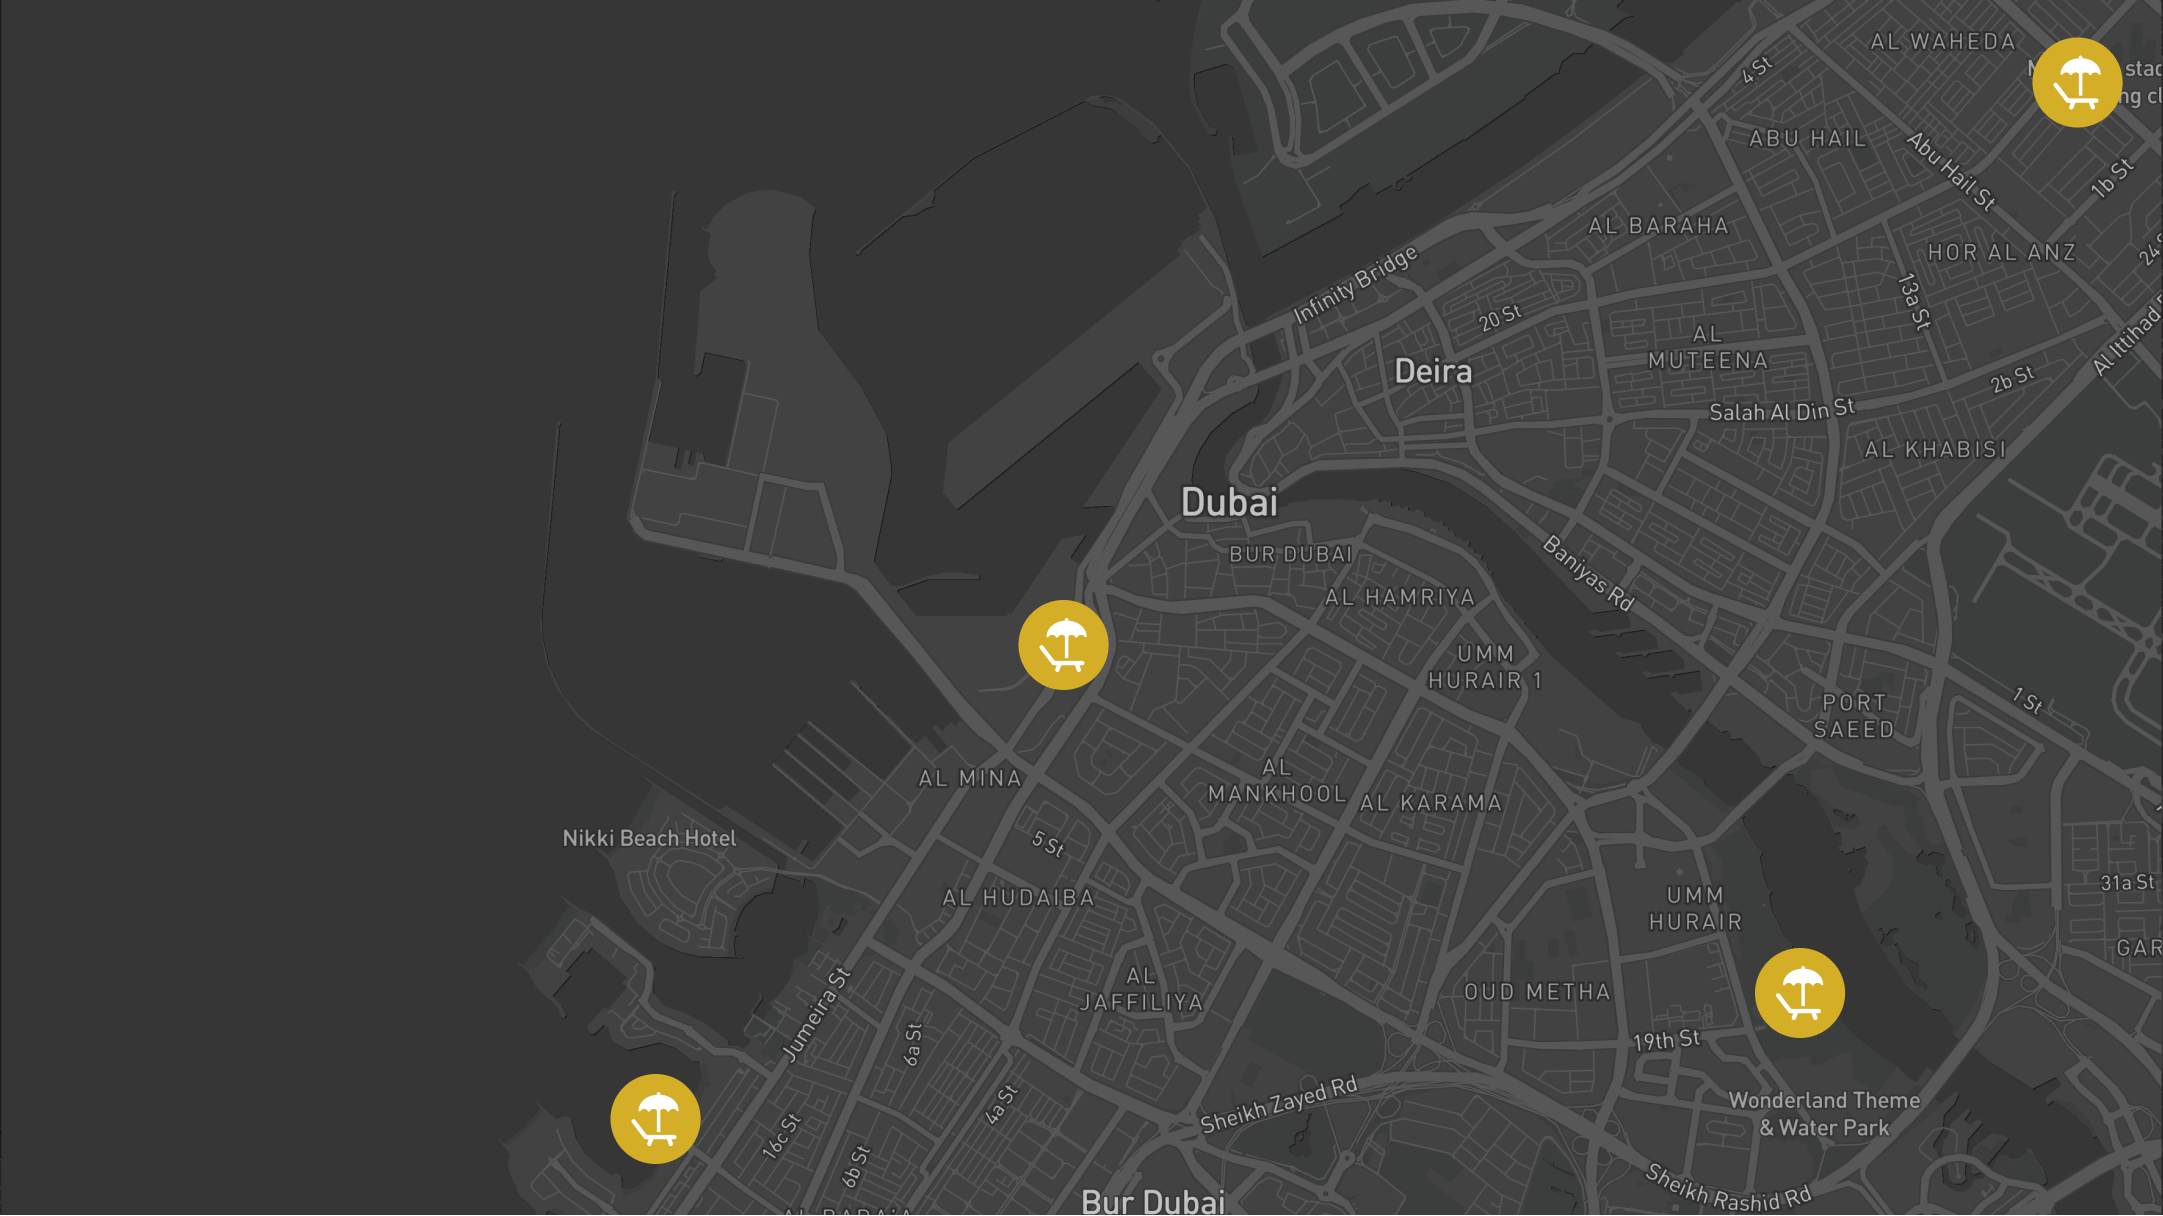 AL WAHEDA
4 St
stad
ng cl
ABU HAIL
Abu Hail St
1b St
AL BARAHA
HOR AL ANZ
Infinity Bridge
13a St
20 St
AL
MUTEENA
Al Ittihad
Deira
2b St
Salah Al Din St
AL KHABISI
Dubai
BUR DUBAI
Baniyas Rd
AL HAMRIYA
UMM
HURAIR 1
1 St
PORT
SAEED
AL MINA
AL
MANKHOOL
AL KARAMA
Nikki Beach Hotel
5 St
31a St
AL HUDAIBA
UMM
HURAIR
GAR
AL
JAFFILIYA
OUD METHA
Jumeira St
6a St
19th St
Sheikh Zayed Rd
4a St
Wonderland Theme
& Water Park
16c St
6b St
Sheikh Rashid Rd
Bur Dubai